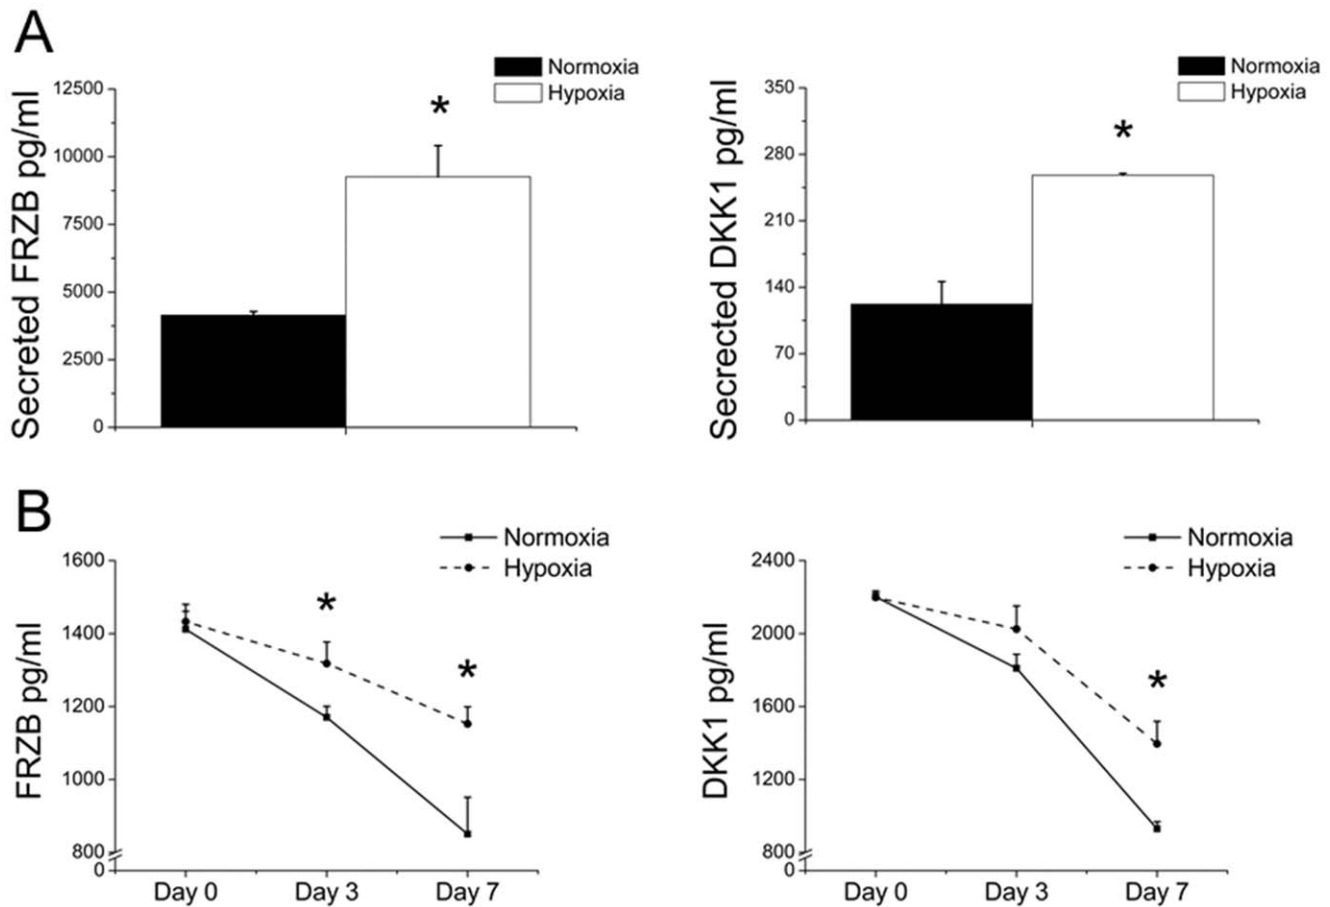 A
Normoxia
Hypoxia
Secreted FRZB pg/ml
12500
10000
7500
5000
2500
0
*
Normoxia
Hypoxia
Secrected DKK1 pg/ml
350
280
210
140
70
0
*
B
Normoxia
Hypoxia
FRZB pg/ml
1600
1400
1200
1000
800
0
*
*
Day 0 Day 3 Day 7
Normoxia
Hypoxia
DKK1 pg/ml
2400
2000
1600
1200
800
0
*
Day 0 Day 3 Day 7